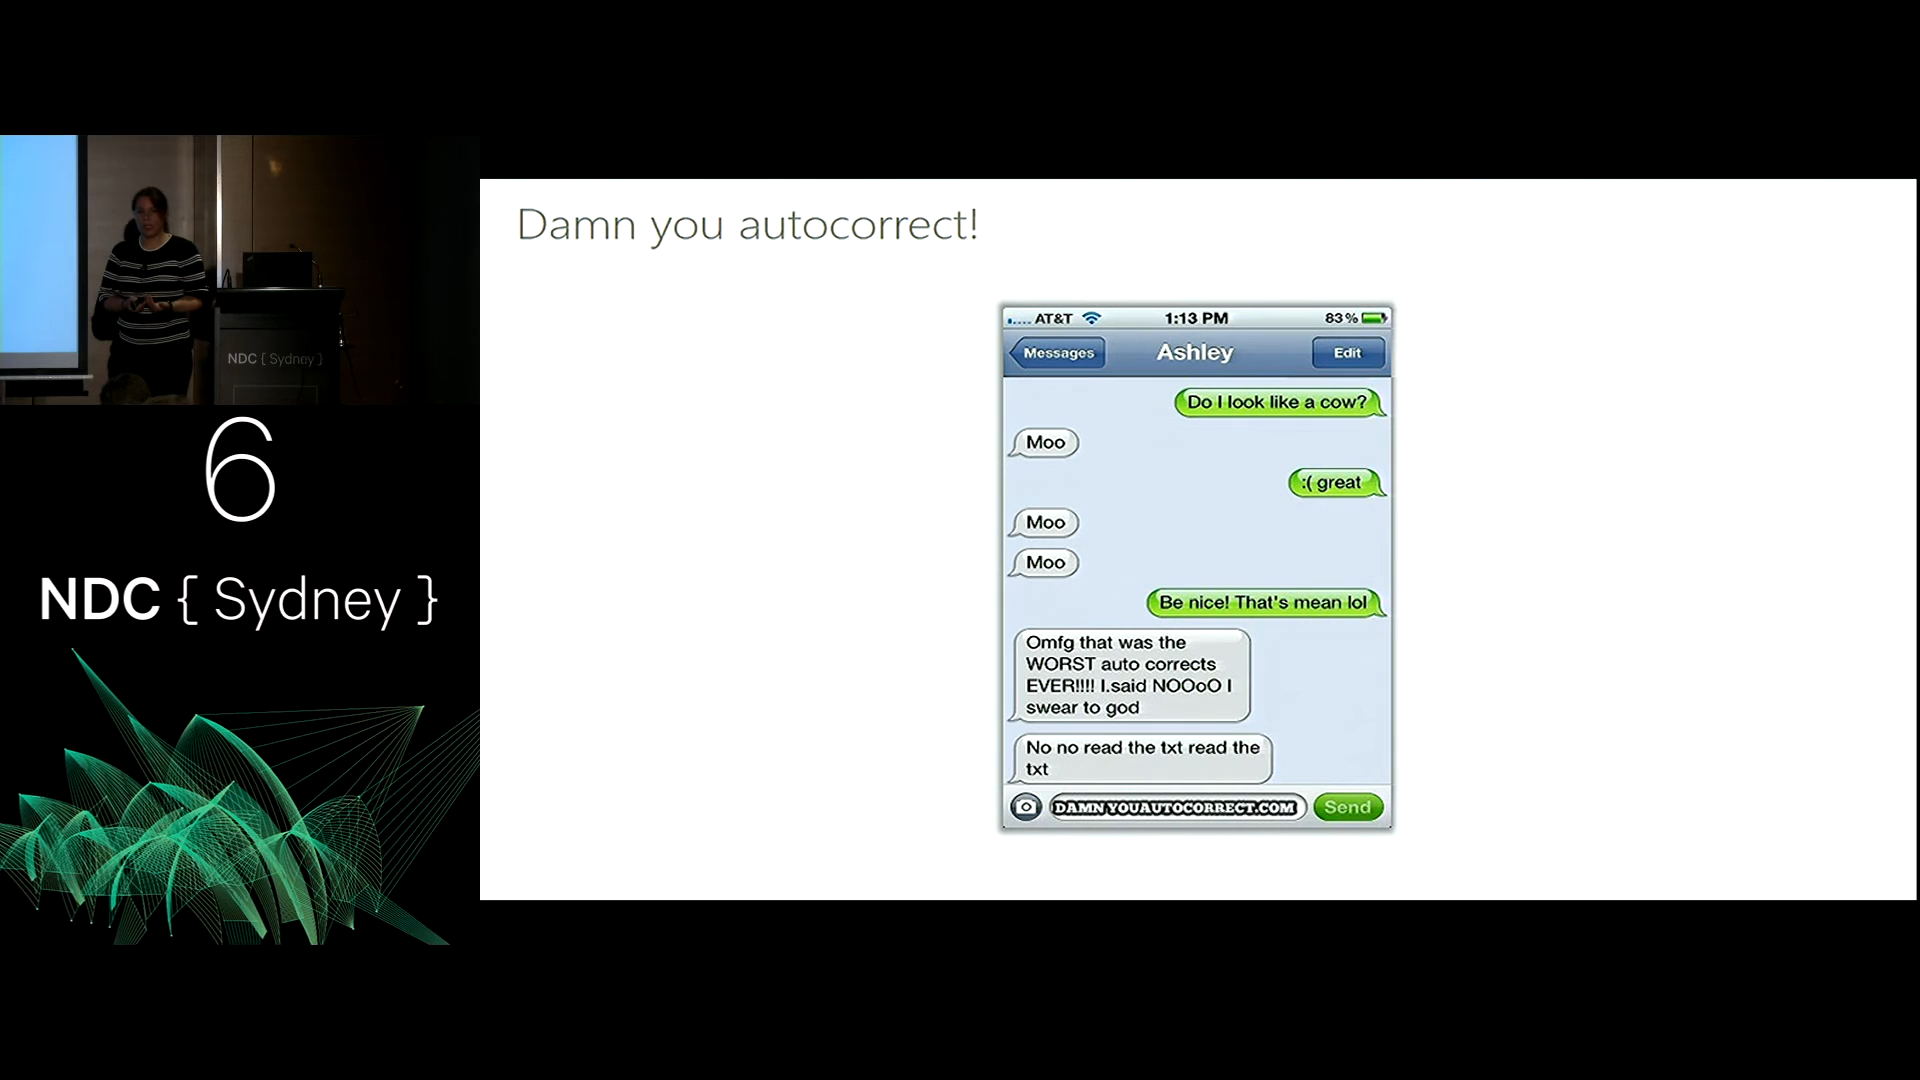 NDC { Sydney }
6
NDC { Sydney }
Damn you autocorrect!
AT&T 1:13 PM 83%
Messages Ashley Edit
Do I look like a cow?
Moo
:( great
Moo
Moo
Be nice! That's mean lol
Omfg that was the
WORST auto corrects
EVER!!!! I.said NOOoO I
swear to god
No no read the txt read the
txt
DAMNYOUAUTOCORRECT.COM Send